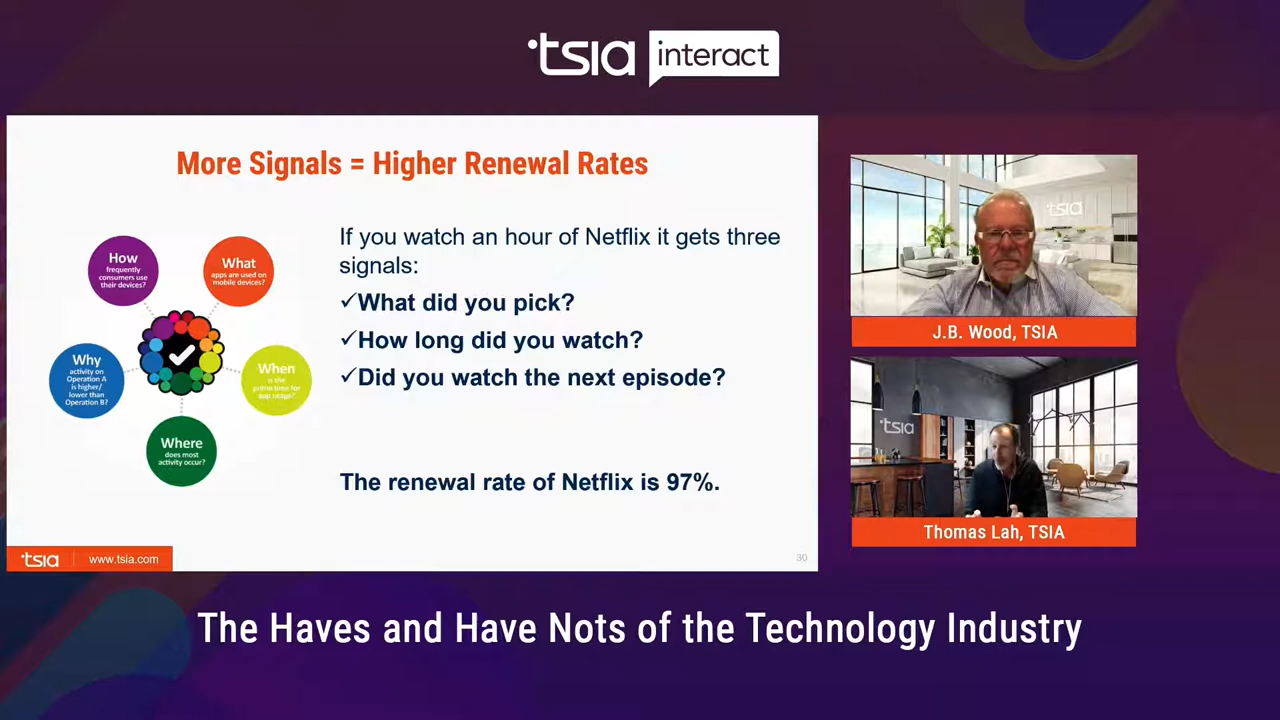 tsia interact
More Signals = Higher Renewal Rates
How
frequently
consumers use
their devices?
What
apps are used on
mobile devices?
Why
activity on
Operation A
is higher/
lower than
Operation B?
When
is the
prime time for
app usage?
Where
does most
activity occur?
If you watch an hour of Netflix it gets three
signals:
✓What did you pick?
✓How long did you watch?
✓Did you watch the next episode?
The renewal rate of Netflix is 97%.
tsia www.tsia.com
30
tsia
J.B. Wood, TSIA
tsia
Thomas Lah, TSIA
The Haves and Have Nots of the Technology Industry